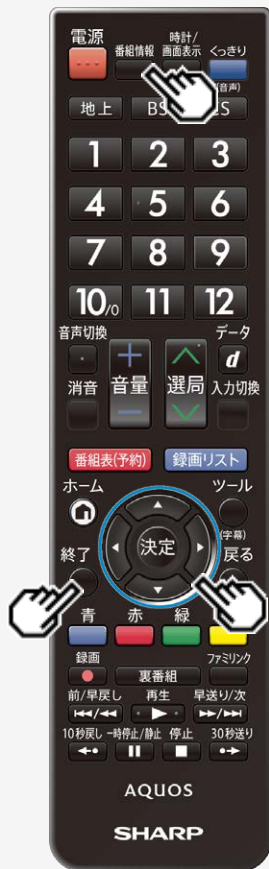 電源
番組情報
時計/
画面表示
くっきり
(音声)
地上 BS CS
1 2 3
4 5 6
7 8 9
10/0 11 12
音声切換
データ
d
消音
+
音量
−
選局
入力切換
番組表(予約) 録画リスト
ホーム
ツール
(字幕)
終了
決定
戻る
青 赤 緑
録画
裏番組
ファミリンク
前/早戻し 再生 早送り/次
10秒戻し 一時停止/静止 停止 30秒送り
AQUOS
SHARP